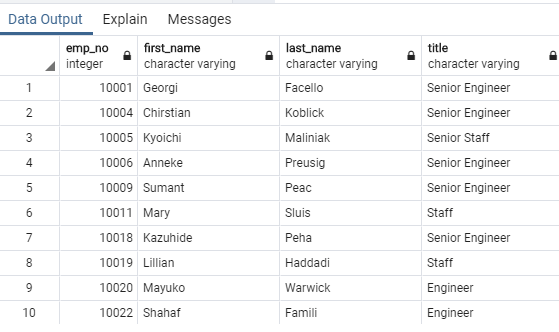 Data Output Explain Messages
emp_no first_name last_name title
integer character varying character varying character varying
1 10001 Georgi Facello Senior Engineer
2 10004 Chirstian Koblick Senior Engineer
3 10005 Kyoichi Maliniak Senior Staff
4 10006 Anneke Preusig Senior Engineer
5 10009 Sumant Peac Senior Engineer
6 10011 Mary Sluis Staff
7 10018 Kazuhide Peha Senior Engineer
8 10019 Lillian Haddadi Staff
9 10020 Mayuko Warwick Engineer
10 10022 Shahaf Famili Engineer